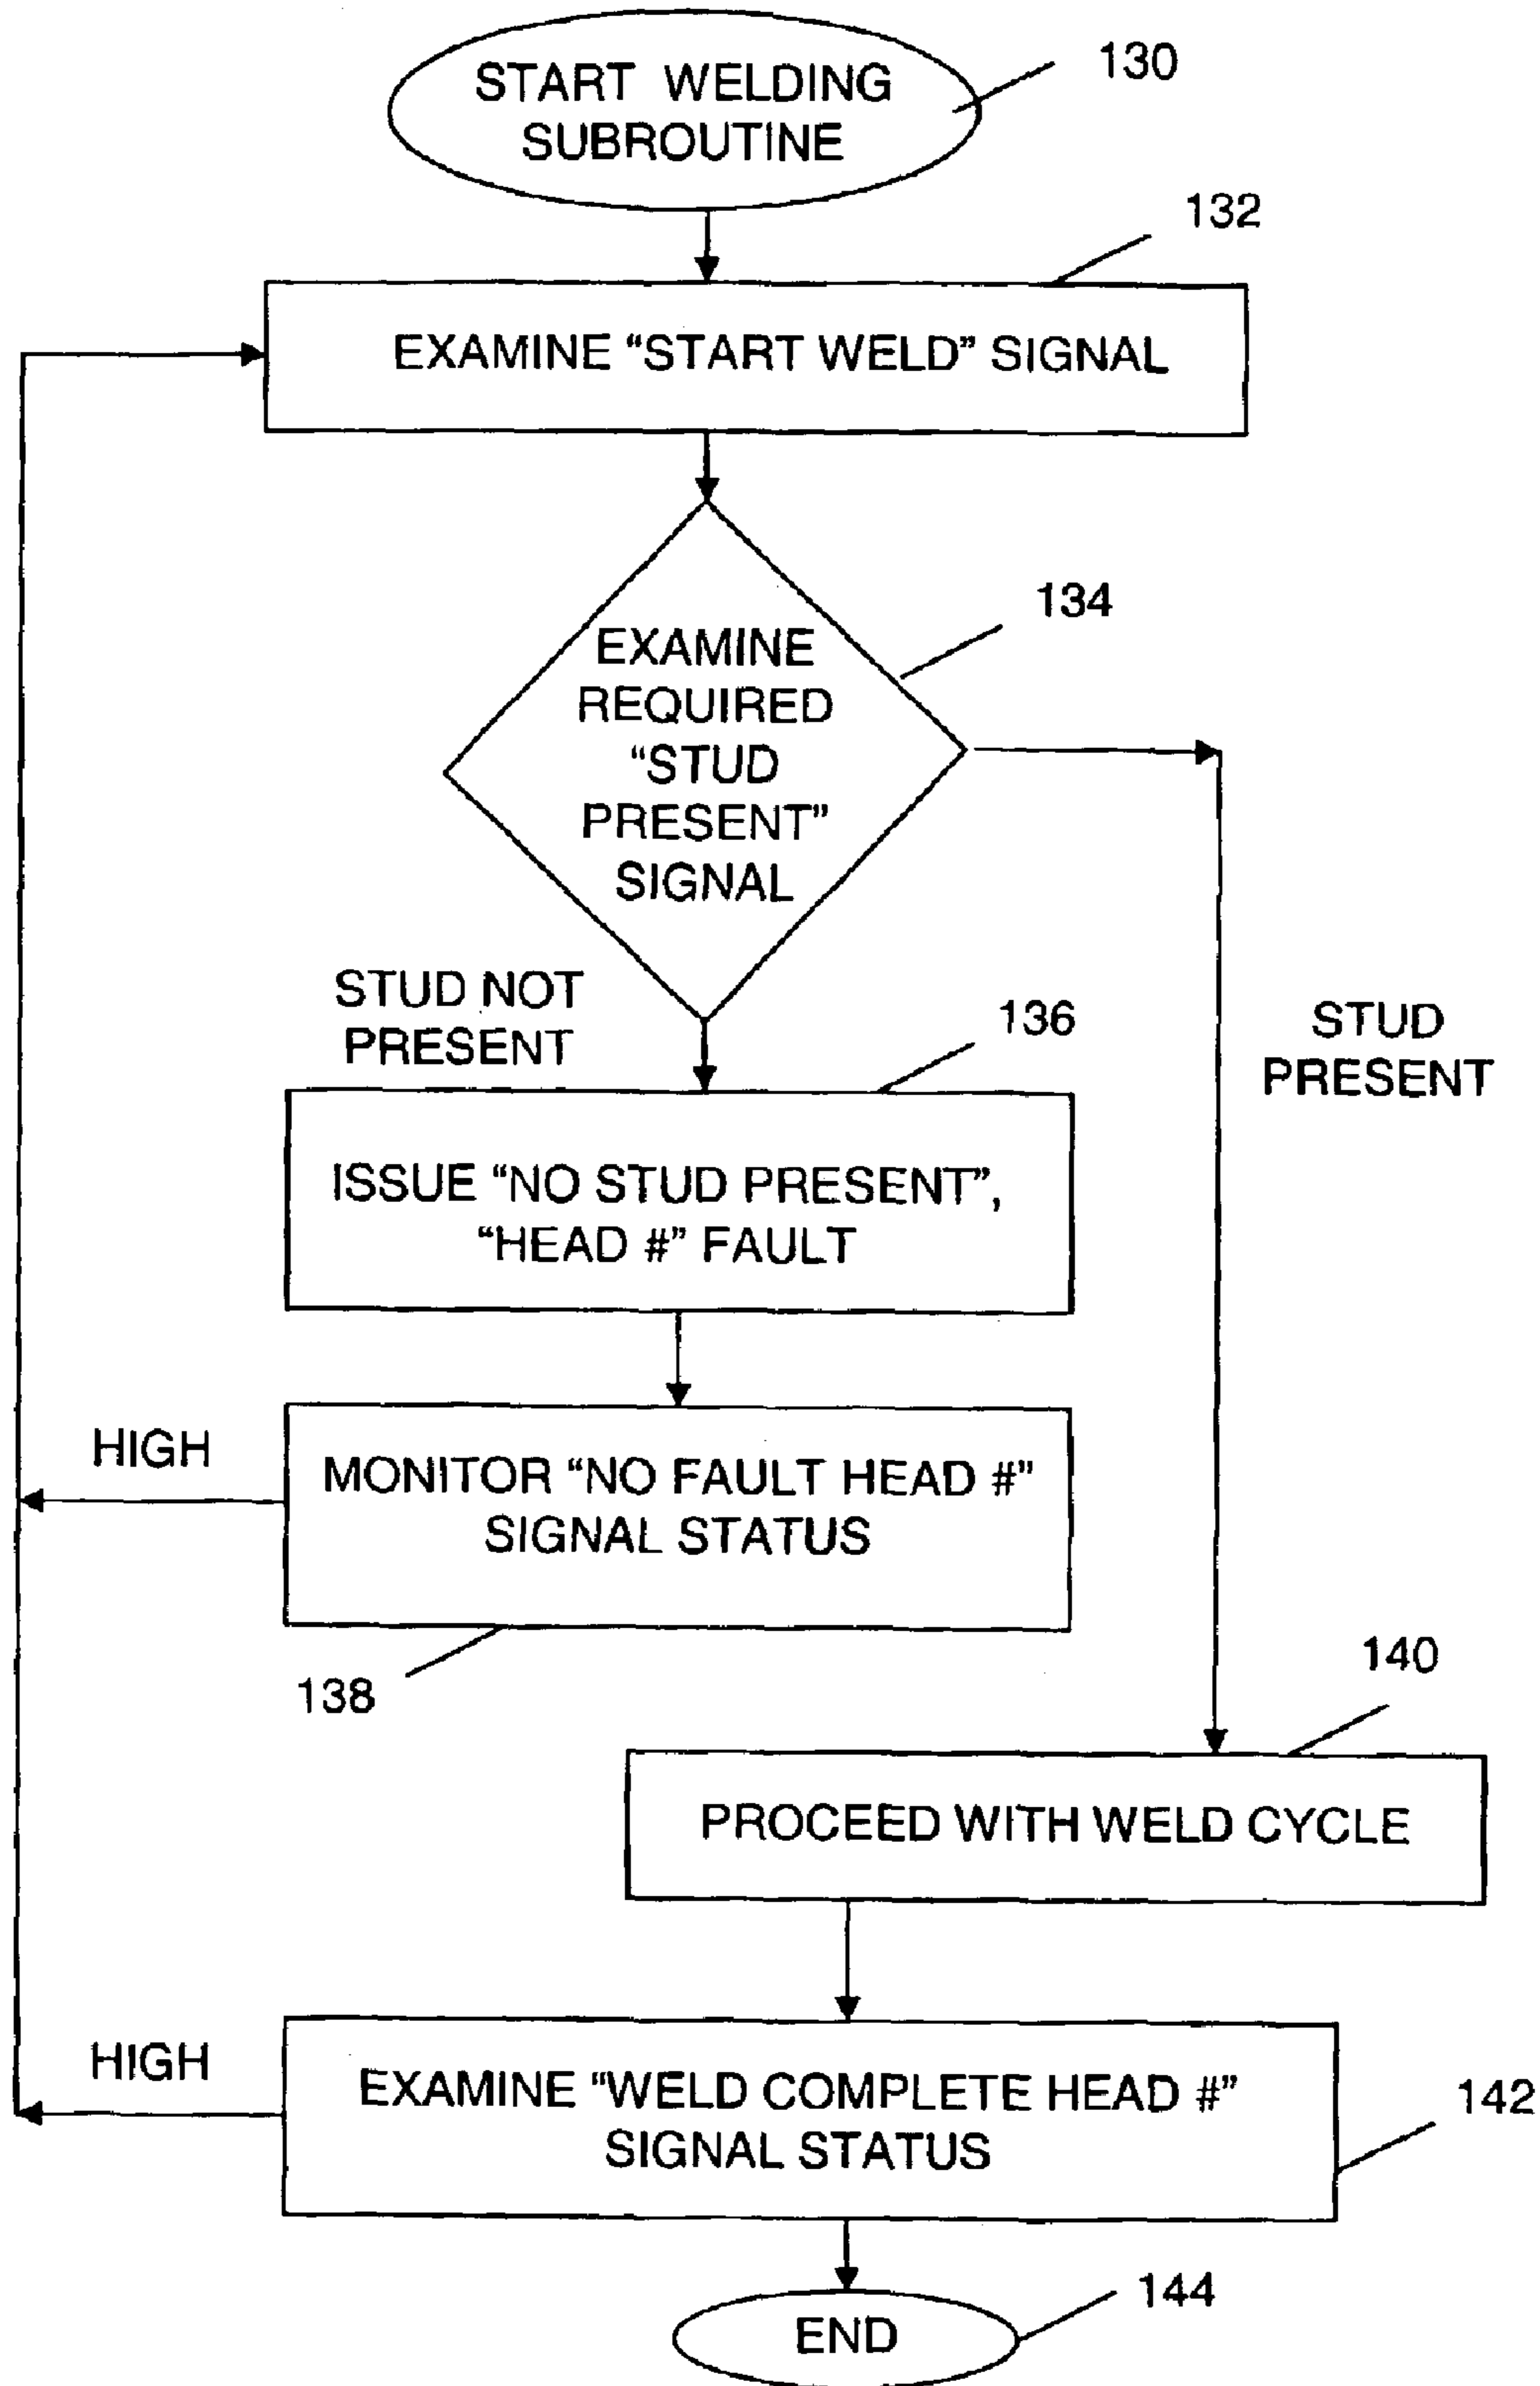 START WELDING
SUBROUTINE
130
132
EXAMINE “START WELD” SIGNAL
134
EXAMINE
REQUIRED
“STUD
PRESENT”
SIGNAL
STUD NOT
PRESENT
136
STUD
PRESENT
ISSUE “NO STUD PRESENT”,
“HEAD #” FAULT
HIGH
MONITOR “NO FAULT HEAD #”
SIGNAL STATUS
138
140
PROCEED WITH WELD CYCLE
HIGH
EXAMINE “WELD COMPLETE HEAD #”
SIGNAL STATUS
142
144
END